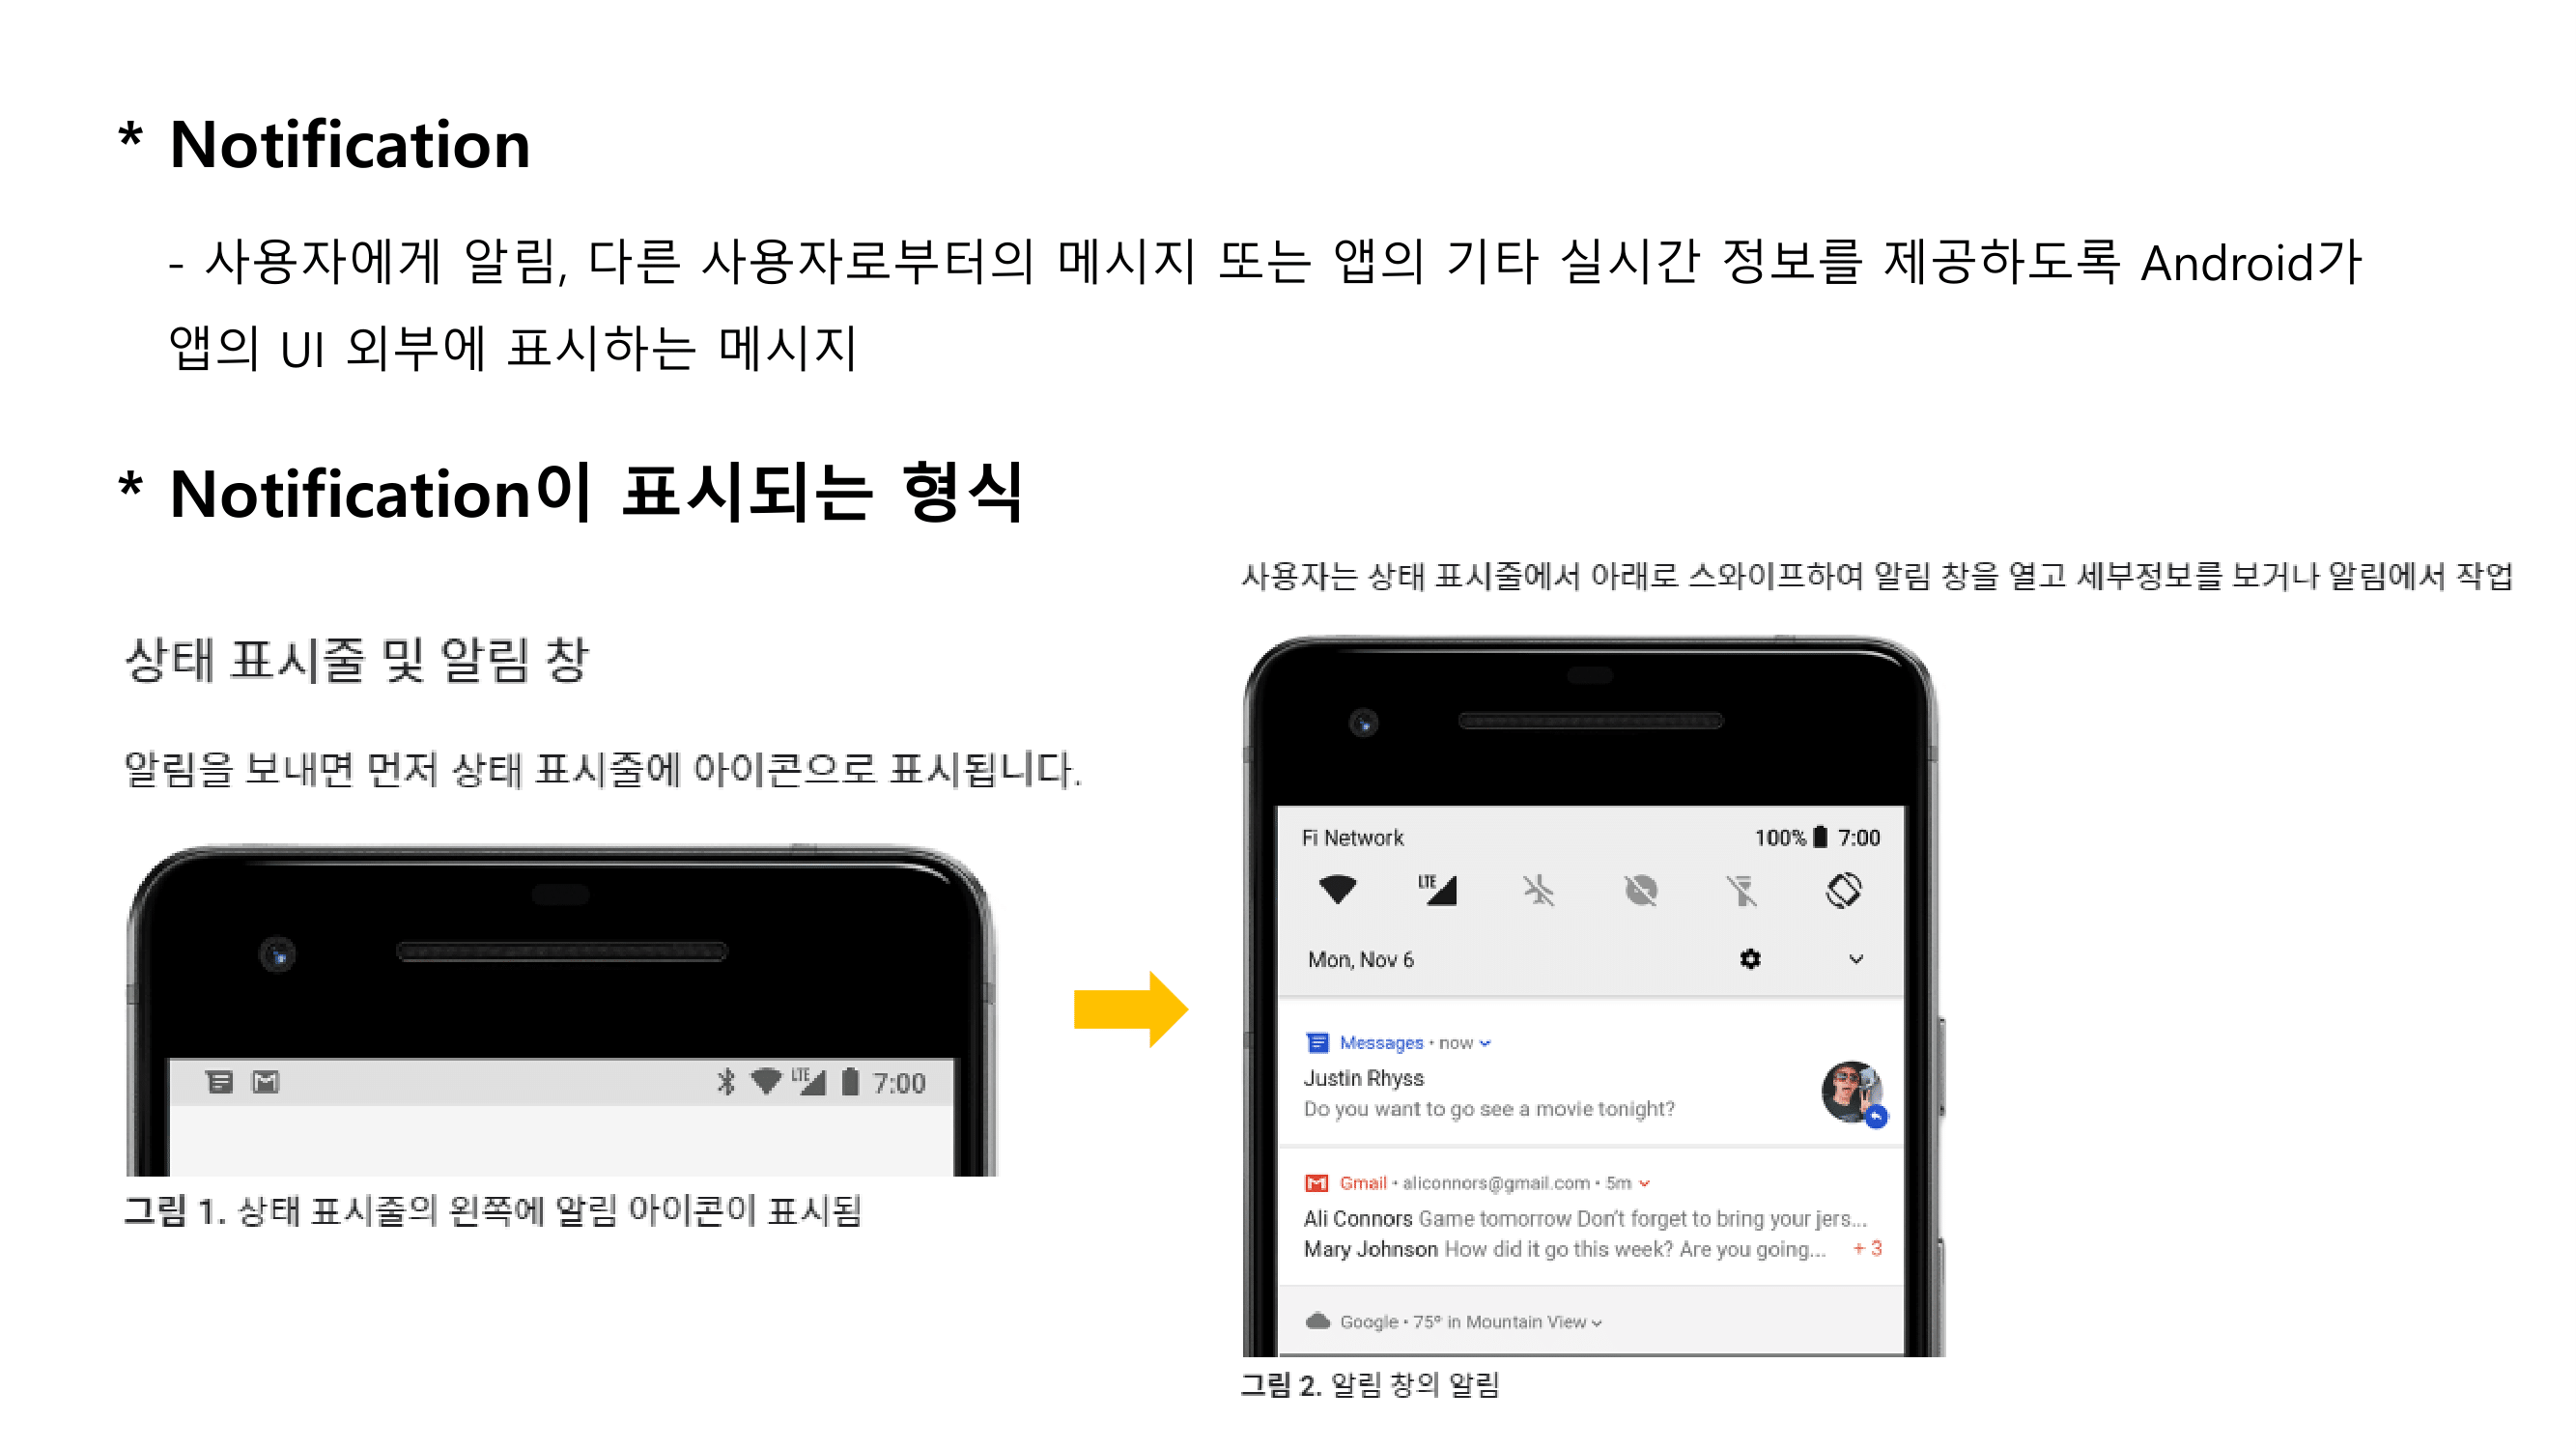 * Notification
- 사용자에게 알림, 다른 사용자로부터의 메시지 또는 앱의 기타 실시간 정보를 제공하도록 Android가
앱의 UI 외부에 표시하는 메시지
* Notification이 표시되는 형식
상태 표시줄 및 알림 창
알림을 보내면 먼저 상태 표시줄에 아이콘으로 표시됩니다.
LTE 7:00
그림 1. 상태 표시줄의 왼쪽에 알림 아이콘이 표시됨
사용자는 상태 표시줄에서 아래로 스와이프하여 알림 창을 열고 세부정보를 보거나 알림에서 작업
Fi Network 100% 7:00
LTE
Mon, Nov 6
Messages • now
Justin Rhyss
Do you want to go see a movie tonight?
Gmail • aliconnors@gmail.com • 5m
Ali Connors Game tomorrow Don't forget to bring your jers...
Mary Johnson How did it go this week? Are you going... + 3
Google • 75° in Mountain View
그림 2. 알림 창의 알림